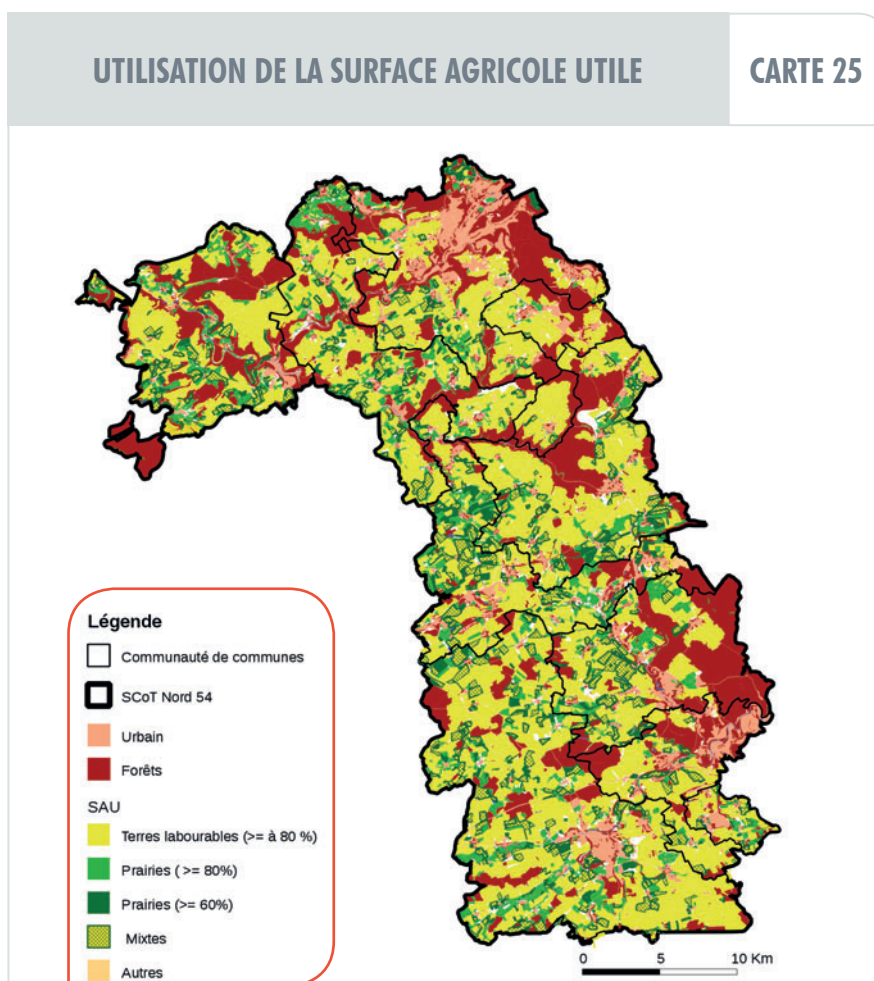 UTILISATION DE LA SURFACE AGRICOLE UTILE
CARTE 25
Légende
Communauté de communes
SCoT Nord 54
Urbain
Forêts
SAU
Terres labourables (>= à 80 %)
Prairies ( >= 80%)
Prairies (>= 60%)
Mixtes
Autres
0 5 10 Km